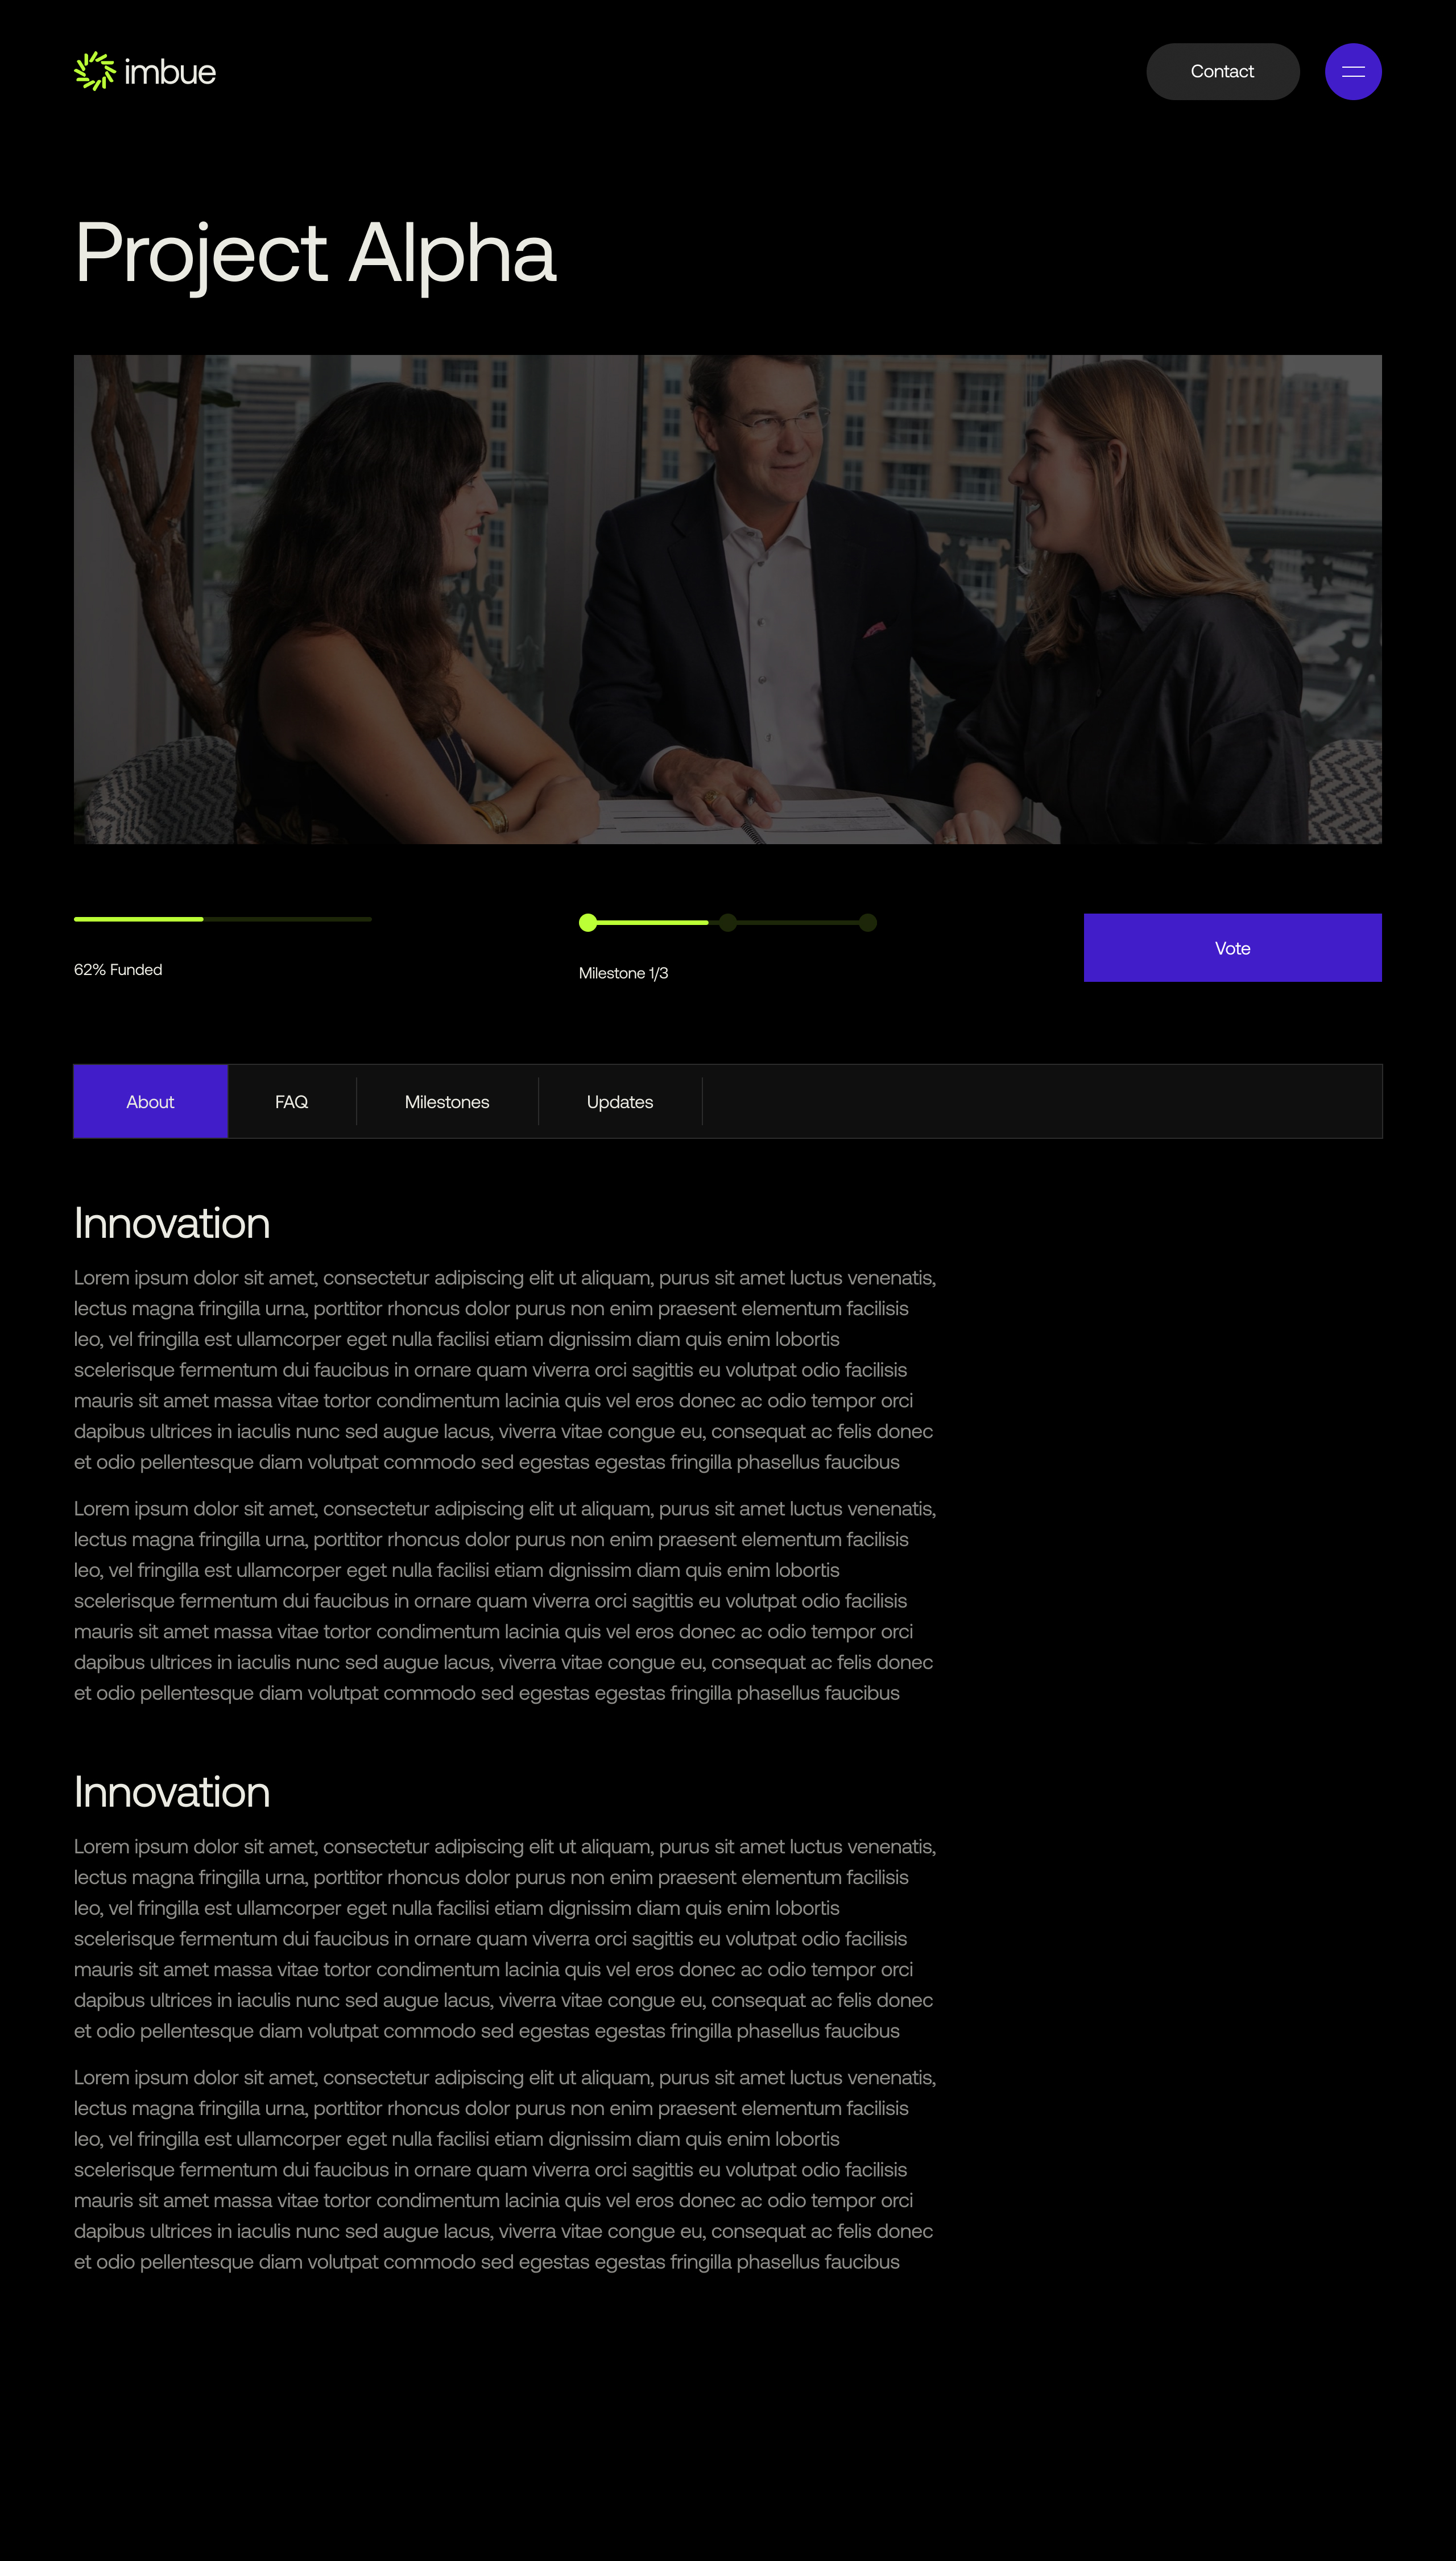 imbue
Contact
Project Alpha
62% Funded
Milestone 1/3
Vote
About
FAQ
Milestones
Updates
Innovation
Lorem ipsum dolor sit amet, consectetur adipiscing elit ut aliquam, purus sit amet luctus venenatis,
lectus magna fringilla urna, porttitor rhoncus dolor purus non enim praesent elementum facilisis
leo, vel fringilla est ullamcorper eget nulla facilisi etiam dignissim diam quis enim lobortis
scelerisque fermentum dui faucibus in ornare quam viverra orci sagittis eu volutpat odio facilisis
mauris sit amet massa vitae tortor condimentum lacinia quis vel eros donec ac odio tempor orci
dapibus ultrices in iaculis nunc sed augue lacus, viverra vitae congue eu, consequat ac felis donec
et odio pellentesque diam volutpat commodo sed egestas egestas fringilla phasellus faucibus
Lorem ipsum dolor sit amet, consectetur adipiscing elit ut aliquam, purus sit amet luctus venenatis,
lectus magna fringilla urna, porttitor rhoncus dolor purus non enim praesent elementum facilisis
leo, vel fringilla est ullamcorper eget nulla facilisi etiam dignissim diam quis enim lobortis
scelerisque fermentum dui faucibus in ornare quam viverra orci sagittis eu volutpat odio facilisis
mauris sit amet massa vitae tortor condimentum lacinia quis vel eros donec ac odio tempor orci
dapibus ultrices in iaculis nunc sed augue lacus, viverra vitae congue eu, consequat ac felis donec
et odio pellentesque diam volutpat commodo sed egestas egestas fringilla phasellus faucibus
Innovation
Lorem ipsum dolor sit amet, consectetur adipiscing elit ut aliquam, purus sit amet luctus venenatis,
lectus magna fringilla urna, porttitor rhoncus dolor purus non enim praesent elementum facilisis
leo, vel fringilla est ullamcorper eget nulla facilisi etiam dignissim diam quis enim lobortis
scelerisque fermentum dui faucibus in ornare quam viverra orci sagittis eu volutpat odio facilisis
mauris sit amet massa vitae tortor condimentum lacinia quis vel eros donec ac odio tempor orci
dapibus ultrices in iaculis nunc sed augue lacus, viverra vitae congue eu, consequat ac felis donec
et odio pellentesque diam volutpat commodo sed egestas egestas fringilla phasellus faucibus
Lorem ipsum dolor sit amet, consectetur adipiscing elit ut aliquam, purus sit amet luctus venenatis,
lectus magna fringilla urna, porttitor rhoncus dolor purus non enim praesent elementum facilisis
leo, vel fringilla est ullamcorper eget nulla facilisi etiam dignissim diam quis enim lobortis
scelerisque fermentum dui faucibus in ornare quam viverra orci sagittis eu volutpat odio facilisis
mauris sit amet massa vitae tortor condimentum lacinia quis vel eros donec ac odio tempor orci
dapibus ultrices in iaculis nunc sed augue lacus, viverra vitae congue eu, consequat ac felis donec
et odio pellentesque diam volutpat commodo sed egestas egestas fringilla phasellus faucibus